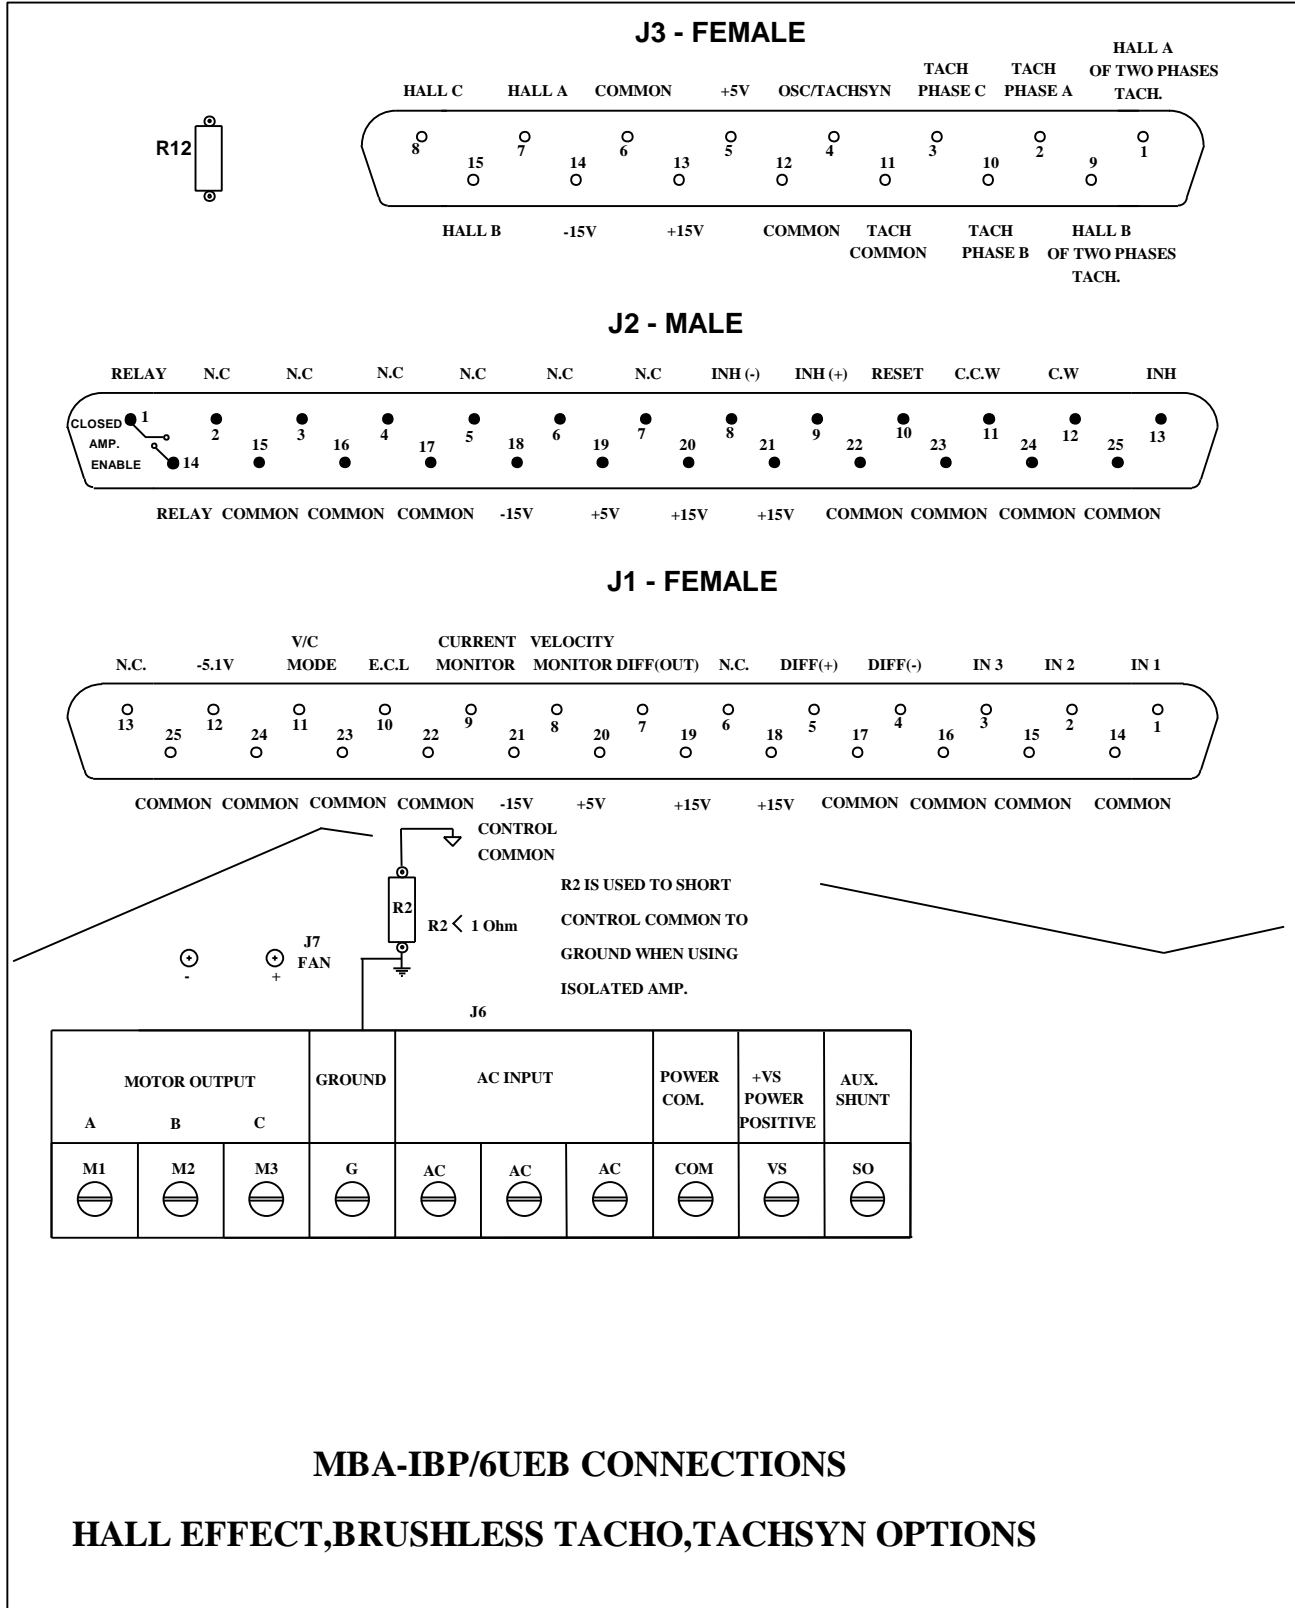 J3 - FEMALE
HALL A
OF TWO PHASES
TACH.
HALL C HALL A COMMON +5V OSC/TACHSYN TACH PHASE C TACH PHASE A
R12
8 7 6 5 4 3 2 1
15 14 13 12 11 10 9
HALL B -15V +15V COMMON TACH COMMON TACH PHASE B HALL B
OF TWO PHASES
TACH.
J2 - MALE
RELAY N.C N.C N.C N.C N.C N.C INH (-) INH (+) RESET C.C.W C.W INH
CLOSED
AMP.
ENABLE
1 2 3 4 5 6 7 8 9 10 11 12 13
14 15 16 17 18 19 20 21 22 23 24 25
RELAY COMMON COMMON COMMON -15V +5V +15V +15V COMMON COMMON COMMON COMMON
J1 - FEMALE
V/C CURRENT VELOCITY
N.C. -5.1V MODE E.C.L MONITOR MONITOR DIFF(OUT) N.C. DIFF(+) DIFF(-) IN 3 IN 2 IN 1
13 12 11 10 9 8 7 6 5 4 3 2 1
25 24 23 22 21 20 19 18 17 16 15 14
COMMON COMMON COMMON COMMON -15V +5V +15V +15V COMMON COMMON COMMON COMMON
CONTROL
COMMON
R2
R2 < 1 Ohm
R2 IS USED TO SHORT
CONTROL COMMON TO
GROUND WHEN USING
ISOLATED AMP.
J7
FAN
- +
J6
MOTOR OUTPUT
A B C
GROUND
AC INPUT
POWER
COM.
+VS
POWER
POSITIVE
AUX.
SHUNT
M1 M2 M3 G AC AC AC COM VS SO
MBA-IBP/6UEB CONNECTIONS
HALL EFFECT,BRUSHLESS TACHO,TACHSYN OPTIONS